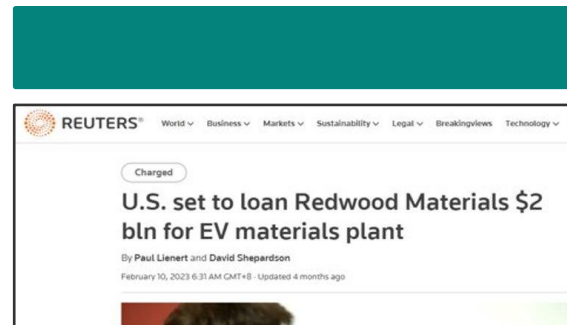 REUTERS®
World Business Markets Sustainability Legal Breakingviews Technology
Charged
U.S. set to loan Redwood Materials $2
bln for EV materials plant
By Paul Lienert and David Shepardson
February 10, 2023 6:31 AM GMT+8 · Updated 4 months ago